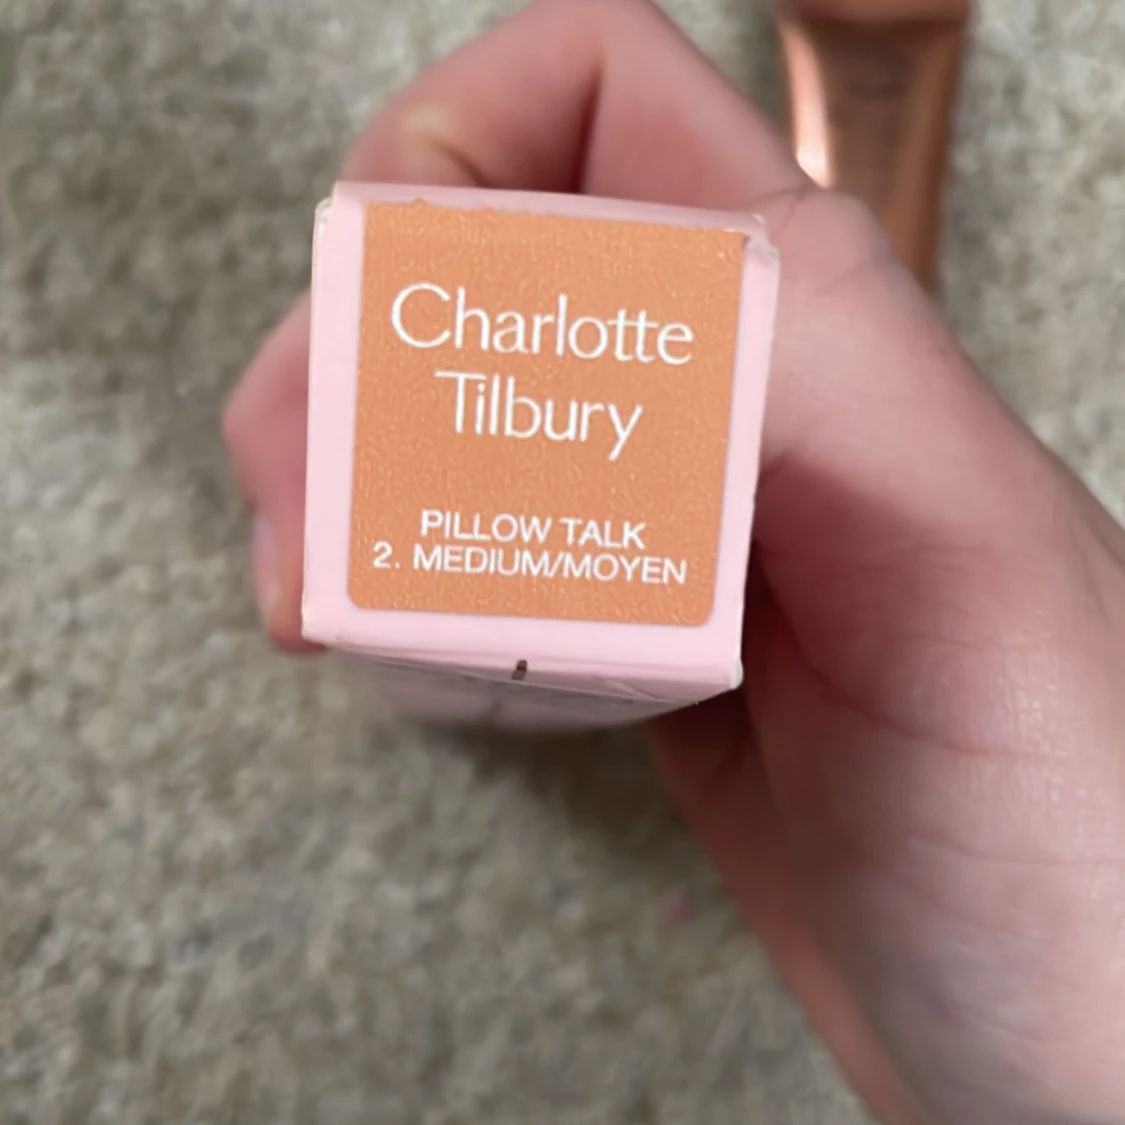 Charlotte
Tilbury
PILLOW TALK
2. MEDIUM/MOYEN